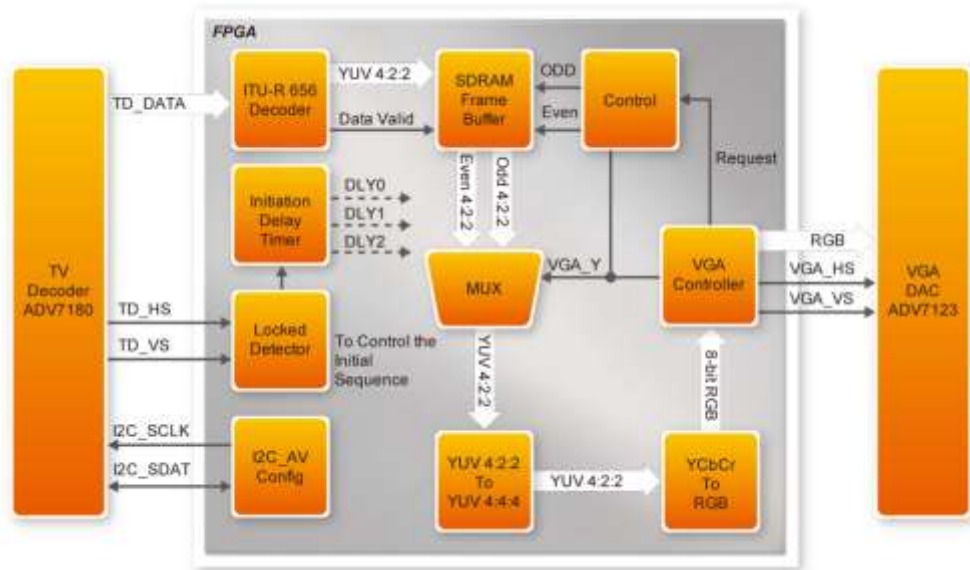 FPGA
TV
Decoder
ADV7180
TD_DATA
ITU-R 656
Decoder
YUV 4:2:2
Data Valid
SDRAM
Frame
Buffer
ODD
Even
Control
Request
Initiation
Delay
Timer
DLY0
DLY1
DLY2
Even 4:2:2
Odd 4:2:2
MUX
VGA_Y
VGA
Controller
RGB
VGA_HS
VGA_VS
VGA
DAC
ADV7123
TD_HS
TD_VS
Locked
Detector
To Control the
Initial
Sequence
YUV 4:2:2
8-bit RGB
I2C_SCLK
I2C_SDAT
I2C_AV
Config
YUV 4:2:2
To
YUV 4:4:4
YUV 4:2:2
YCbCr
To
RGB